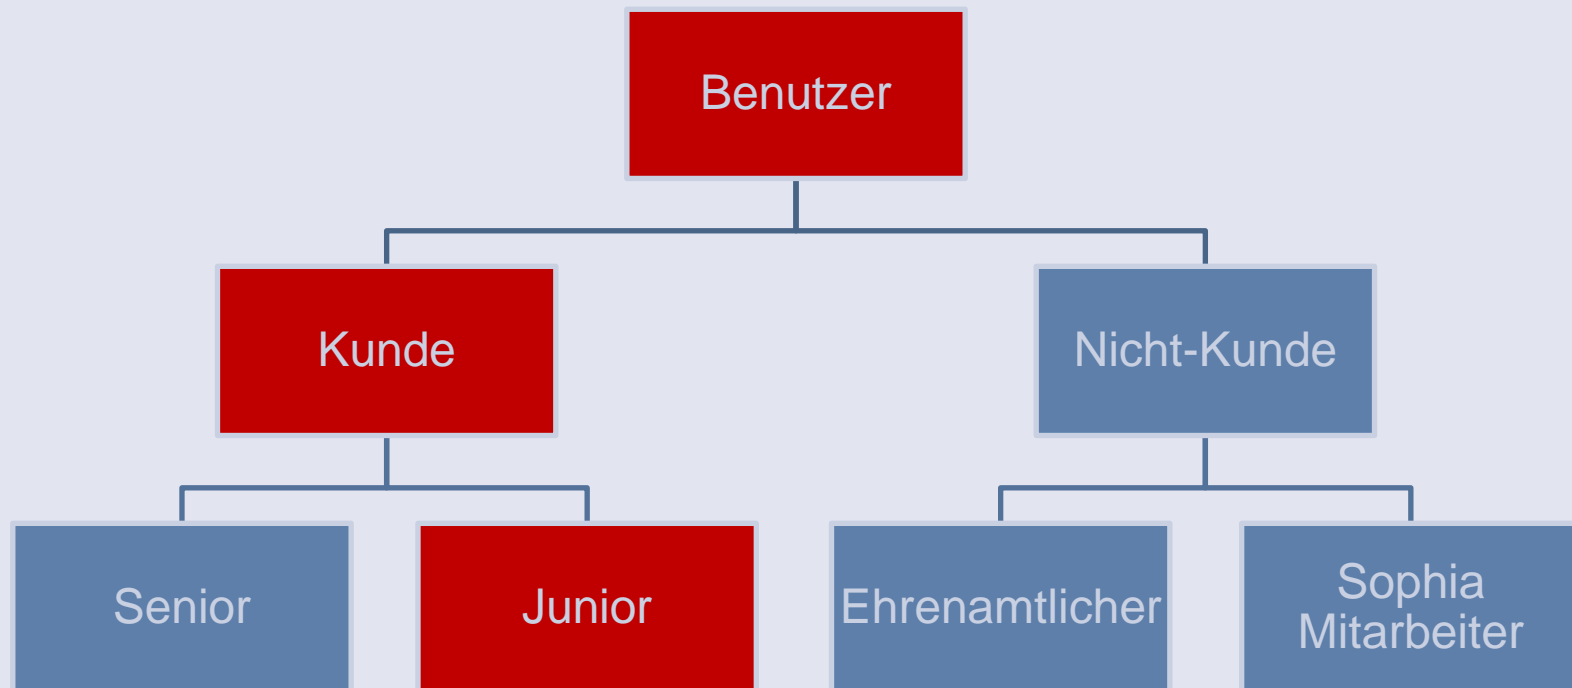 Benutzer
Kunde
Nicht-Kunde
Senior
Junior
Ehrenamtlicher
Sophia
Mitarbeiter